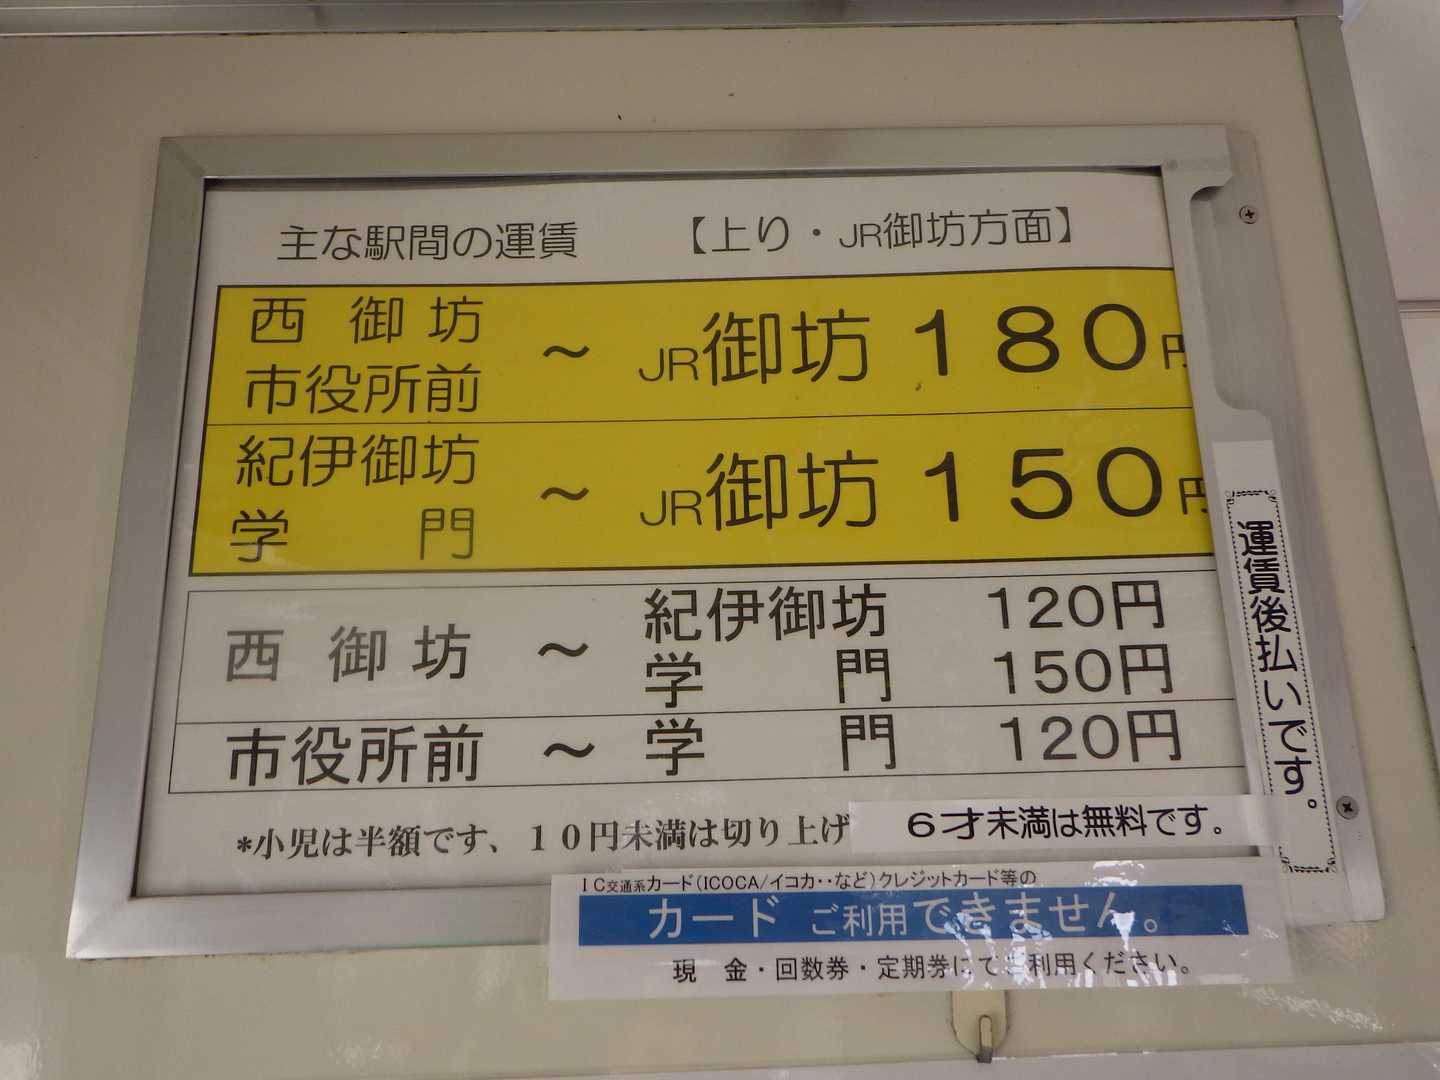 主な駅間の運賃 【上り・JR御坊方面】
西御坊
市役所前 ～ JR御坊 １８０円
紀伊御坊
学門 ～ JR御坊 １５０円
西御坊 ～ 紀伊御坊 120円
学門 150円
市役所前 ～ 学門 120円
*小児は半額です、１０円未満は切り上げ
６才未満は無料です。
運賃後払いです。
ＩＣ交通系カード(ICOCA/イコカ・・など)クレジットカード等の
カード ご利用できません。
現 金・回数券・定期券にてご利用ください。